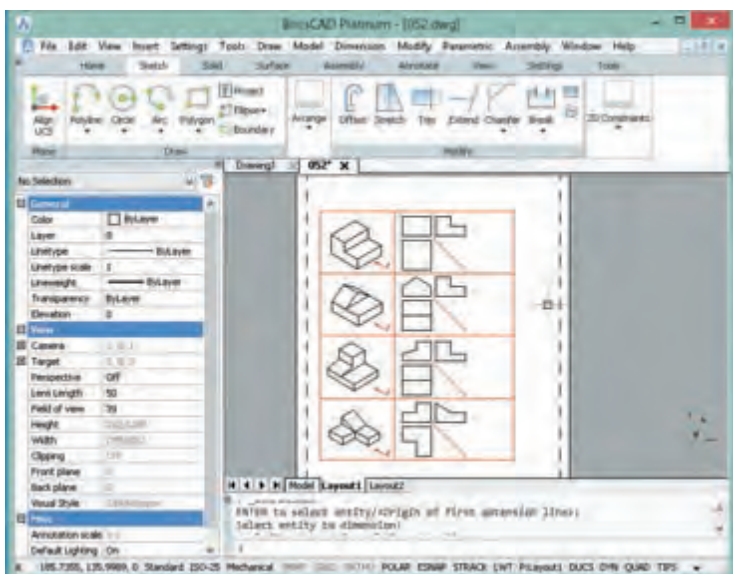 BricsCAD Platinum - [052.dwg]
File Edit View Insert Settings Tools Draw Model Dimension Modify Parametric Assembly Window Help
Home Sketch Solid Surface Assembly Annotate View Settings Tools
Align UCS Polyline Circle Arc Polygon Project Ellipse Boundary Arrange Offset Stretch Trim Extend Chamfer Break 2D Constraints
Plane Draw Modify
Drawing1 052*
No Selection
General
Color ByLayer
Layer 0
Linetype ByLayer
Linetype scale 1
Lineweight ByLayer
Transparency ByLayer
Elevation 0
View
Camera
Target
Perspective Off
Lens Length 50
Field of view 39
Height
Width
Clipping Off
Front plane
Back plane
Visual Style
Misc
Annotation scale
Default Lighting On
Model Layout1 Layout2
ENTER to select entity/<Origin of first extension line>:
Select entity to dimension:
:
Standard ISO-25 Mechanical POLAR ESNAP STRACK LWT P:Layout1 DUCS DYN QUAD TIPS